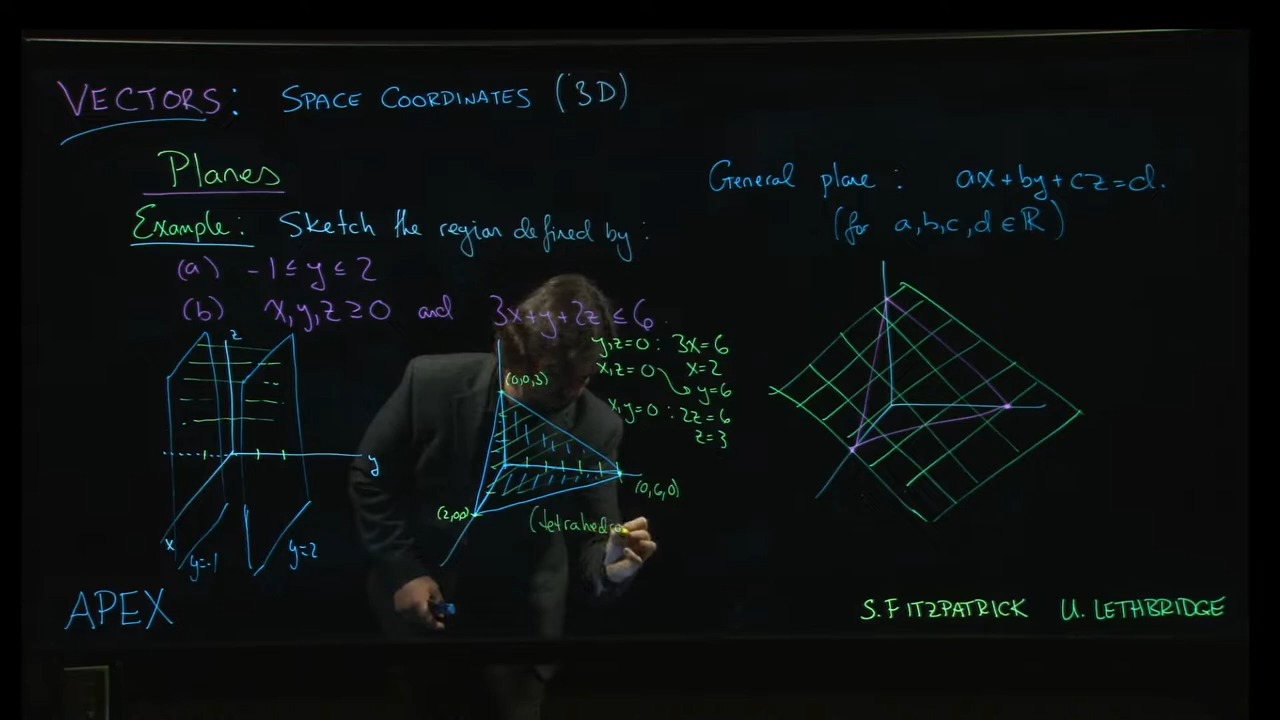 VECTORS: SPACE COORDINATES (3D)
Planes
Example: Sketch the region defined by:
(a) -1 ≤ y ≤ 2
(b) x, y, z ≥ 0 and 3x+y+2z ≤ 6.
General plane: ax + by + cz = d.
(for a, b, c, d ∈ ℝ)
z
y
x
y=-1
y=2
y,z=0: 3x=6
x=2
x,z=0
y=6
x,y=0: 2z=6
z=3
(0,0,3)
(0,6,0)
(2,0,0)
(tetrahedro
APEX
S. FITZPATRICK U. LETHBRIDGE